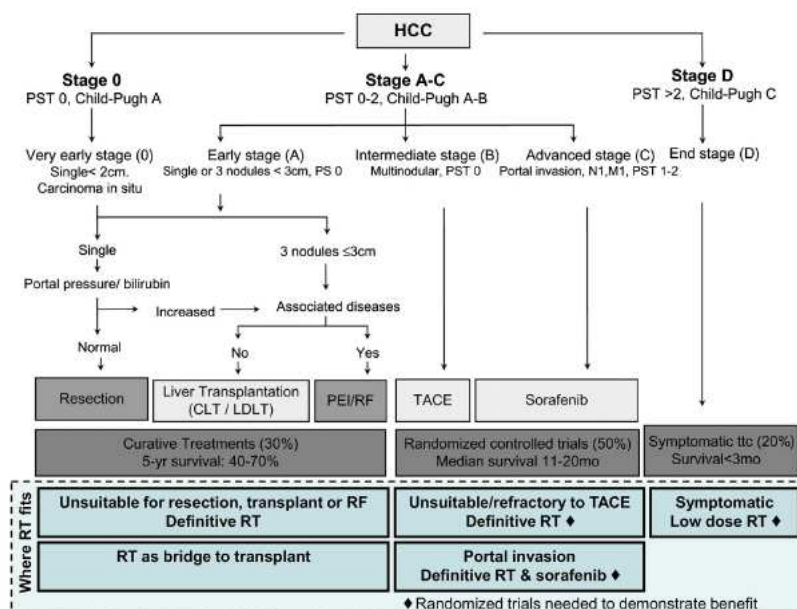 HCC
Stage 0
PST 0, Child-Pugh A
Stage A-C
PST 0-2, Child-Pugh A-B
Stage D
PST >2, Child-Pugh C
Very early stage (0)
Single< 2cm.
Carcinoma in situ
Early stage (A)
Single or 3 nodules < 3cm, PS 0
Intermediate stage (B)
Multinodular, PST 0
Advanced stage (C)
Portal invasion, N1,M1, PST 1-2
End stage (D)
Single
3 nodules ≤3cm
Portal pressure/ bilirubin
Increased
Associated diseases
Normal
No
Yes
Resection
Liver Transplantation
(CLT / LDLT)
PEI/RF
TACE
Sorafenib
Curative Treatments (30%)
5-yr survival: 40-70%
Randomized controlled trials (50%)
Median survival 11-20mo
Symptomatic ttc (20%)
Survival<3mo
Where RT fits
Unsuitable for resection, transplant or RF
Definitive RT
Unsuitable/refractory to TACE
Definitive RT ♦
Symptomatic
Low dose RT ♦
RT as bridge to transplant
Portal invasion
Definitive RT & sorafenib ♦
♦ Randomized trials needed to demonstrate benefit